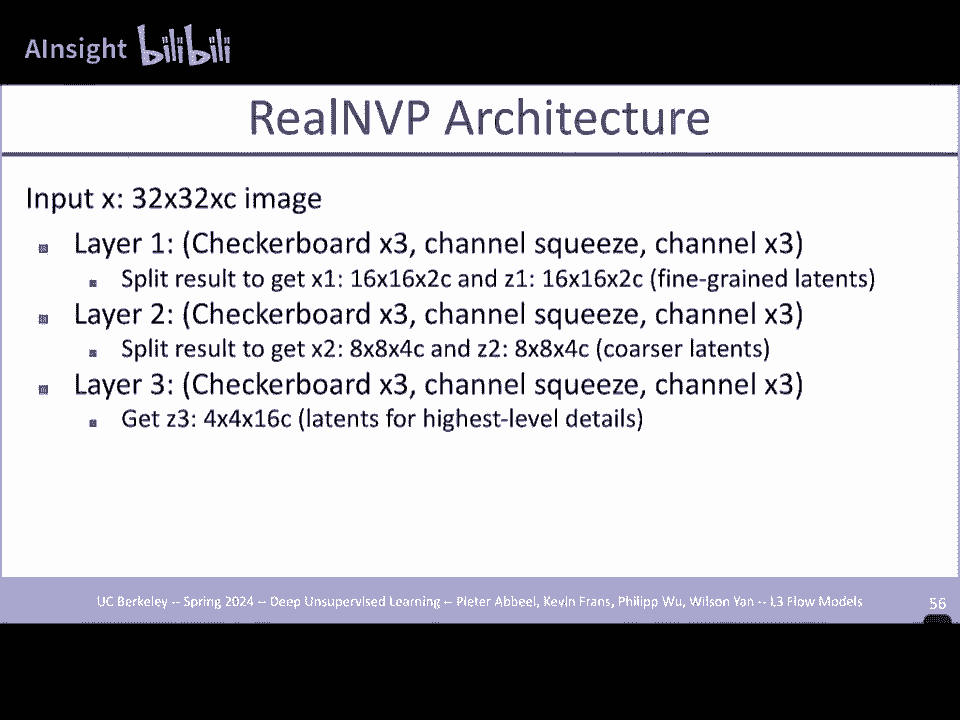 AInsight bilibili
RealNVP Architecture
Input x: 32x32xc image
Layer 1: (Checkerboard x3, channel squeeze, channel x3)
Split result to get x1: 16x16x2c and z1: 16x16x2c (fine-grained latents)
Layer 2: (Checkerboard x3, channel squeeze, channel x3)
Split result to get x2: 8x8x4c and z2: 8x8x4c (coarser latents)
Layer 3: (Checkerboard x3, channel squeeze, channel x3)
Get z3: 4x4x16c (latents for highest-level details)
UC Berkeley -- Spring 2024 -- Deep Unsupervised Learning -- Pieter Abbeel, Kevin Frans, Philipp Wu, Wilson Yan -- L3 Flow Models
56